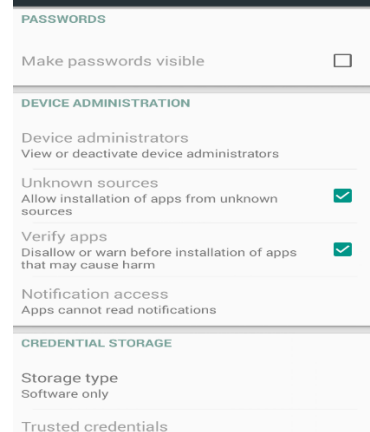 PASSWORDS
Make passwords visible
DEVICE ADMINISTRATION
Device administrators
View or deactivate device administrators
Unknown sources
Allow installation of apps from unknown
sources
Verify apps
Disallow or warn before installation of apps
that may cause harm
Notification access
Apps cannot read notifications
CREDENTIAL STORAGE
Storage type
Software only
Trusted credentials